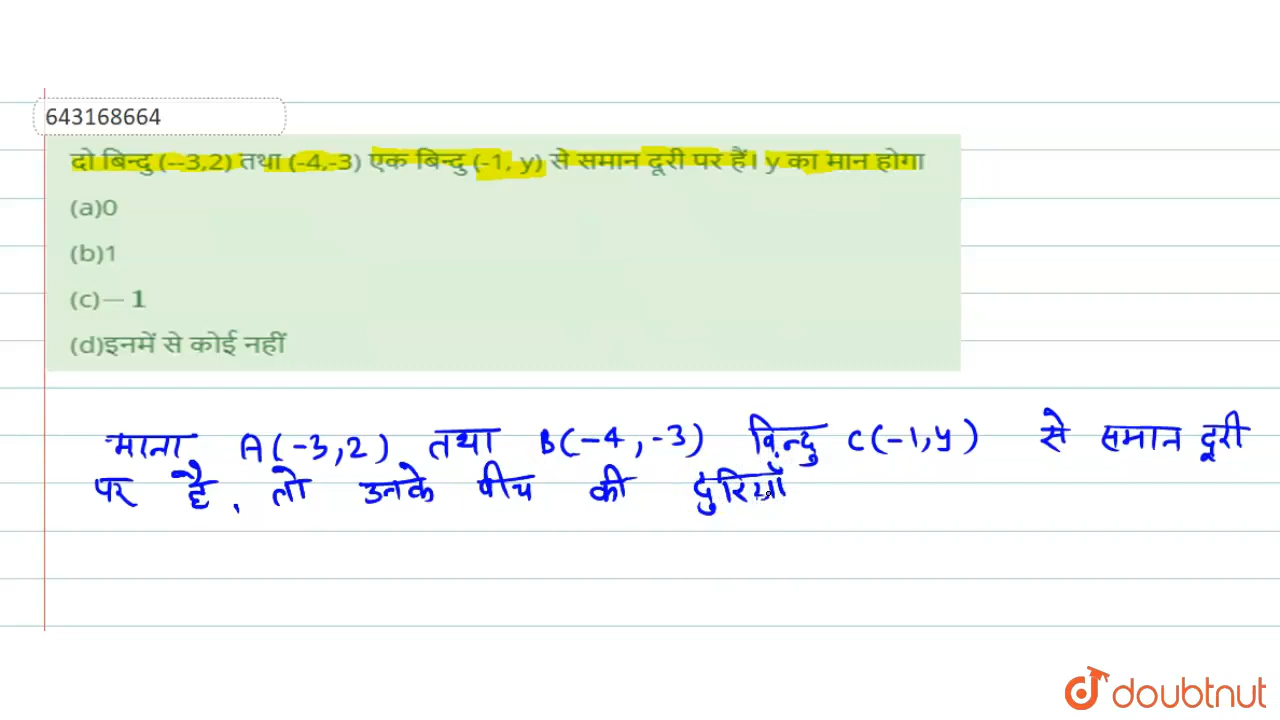 643168664
दो बिन्दु (--3,2) तथा (-4,-3) एक बिन्दु (-1, y) से समान दूरी पर हैं। y का मान होगा
(a)0
(b)1
(c)− 1
(d)इनमें से कोई नहीं
माना A(-3,2) तथा B(-4,-3) बिन्दु C(-1,y) से समान दूरी
पर है, तो उनके बीच की दुरियाँ
doubtnut